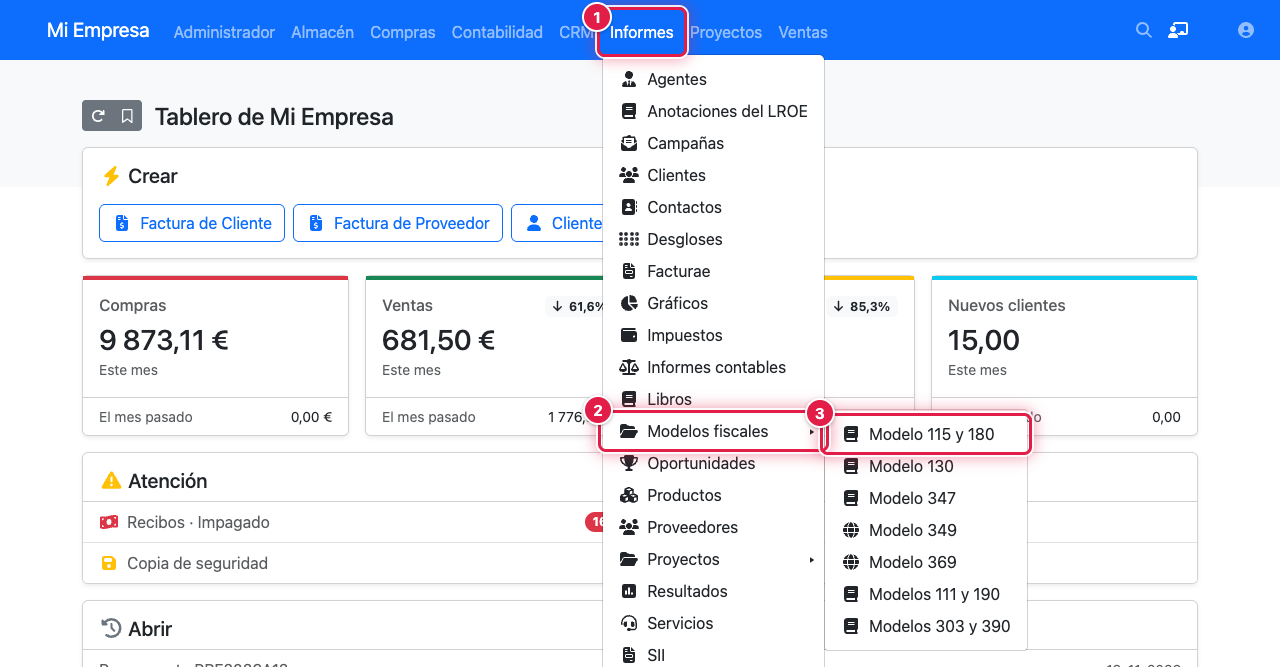 Mi Empresa Administrador Almacén Compras Contabilidad CRM Informes Proyectos Ventas
1
Tablero de Mi Empresa
Crear
Factura de Cliente Factura de Proveedor Cliente
Compras
9 873,11 €
Este mes
El mes pasado 0,00 €
Ventas 61,6%
681,50 €
Este mes
El mes pasado 1 776,
85,3%
Nuevos clientes
15,00
Este mes
0,00
Atención
Recibos · Impagado 16
Copia de seguridad
Abrir
Agentes
Anotaciones del LROE
Campañas
Clientes
Contactos
Desgloses
Facturae
Gráficos
Impuestos
Informes contables
Libros
2
Modelos fiscales
Oportunidades
Productos
Proveedores
Proyectos
Resultados
Servicios
SII
3
Modelo 115 y 180
Modelo 130
Modelo 347
Modelo 349
Modelo 369
Modelos 111 y 190
Modelos 303 y 390